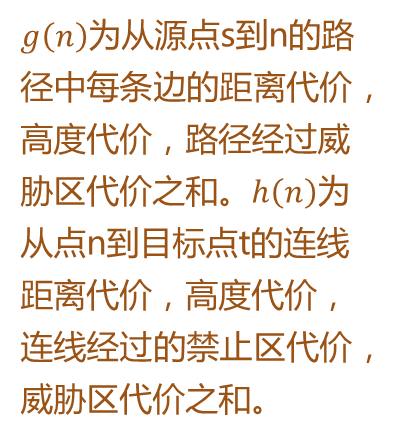 g(n)为从源点s到n的路
径中每条边的距离代价，
高度代价，路径经过威
胁区代价之和。h(n)为
从点n到目标点t的连线
距离代价，高度代价，
连线经过的禁止区代价，
威胁区代价之和。